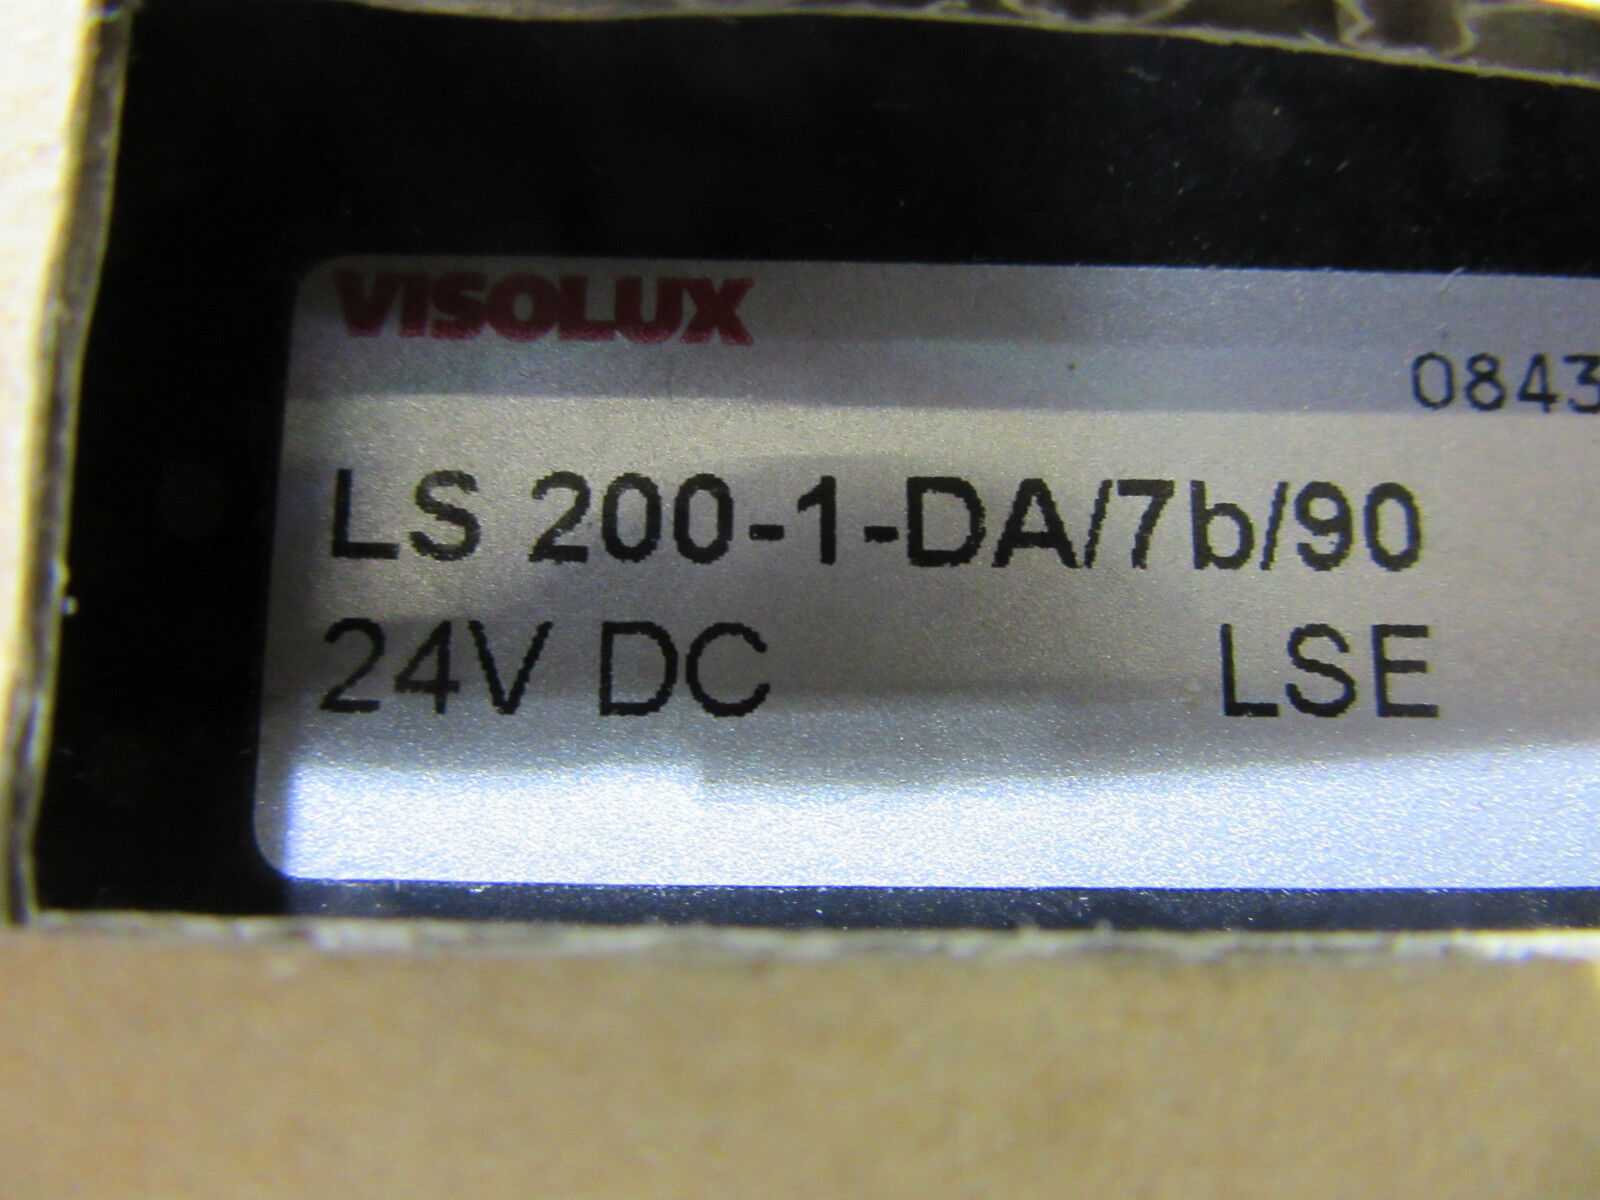 VISOLUX
0843
LS 200-1-DA/7b/90
24V DC LSE